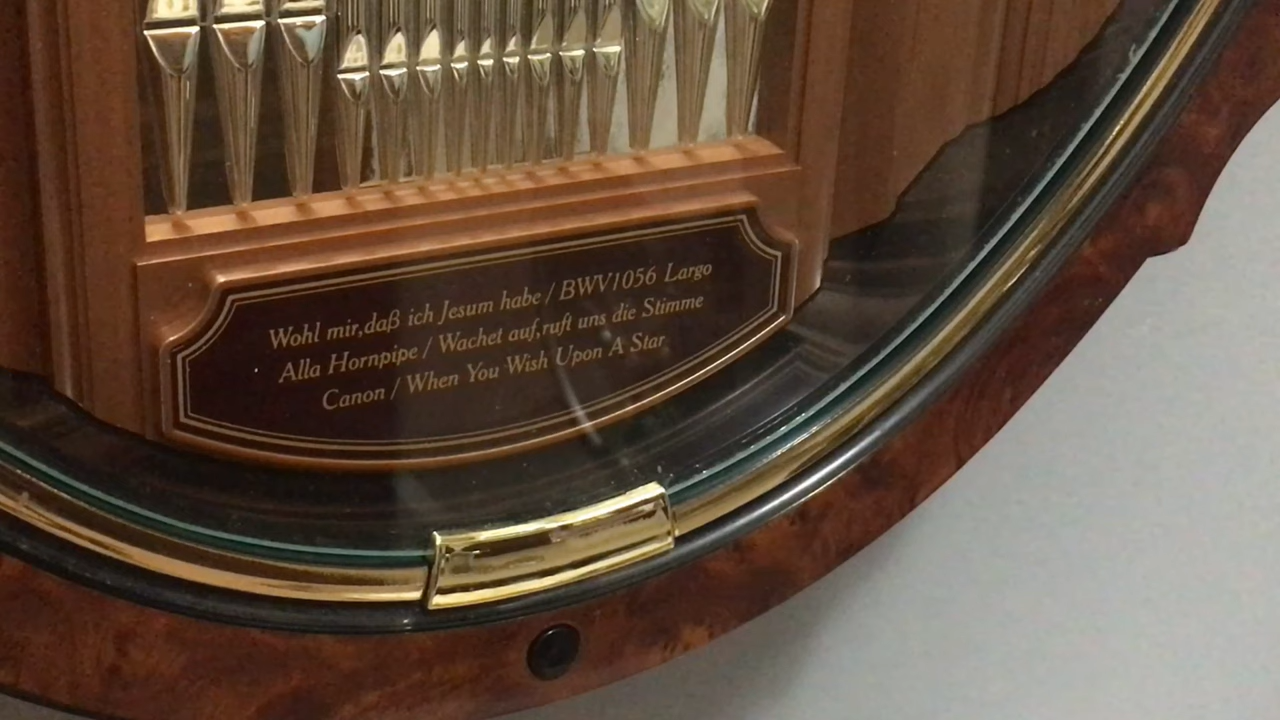 Wohl mir,daß ich Jesum habe / BWV1056 Largo
Alla Hornpipe / Wachet auf,ruft uns die Stimme
Canon / When You Wish Upon A Star